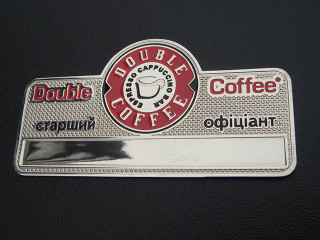 DOUBLE COFFEE
ESPRESSO CAPPUCCINO BAR
Double Coffee®
старший офіціант